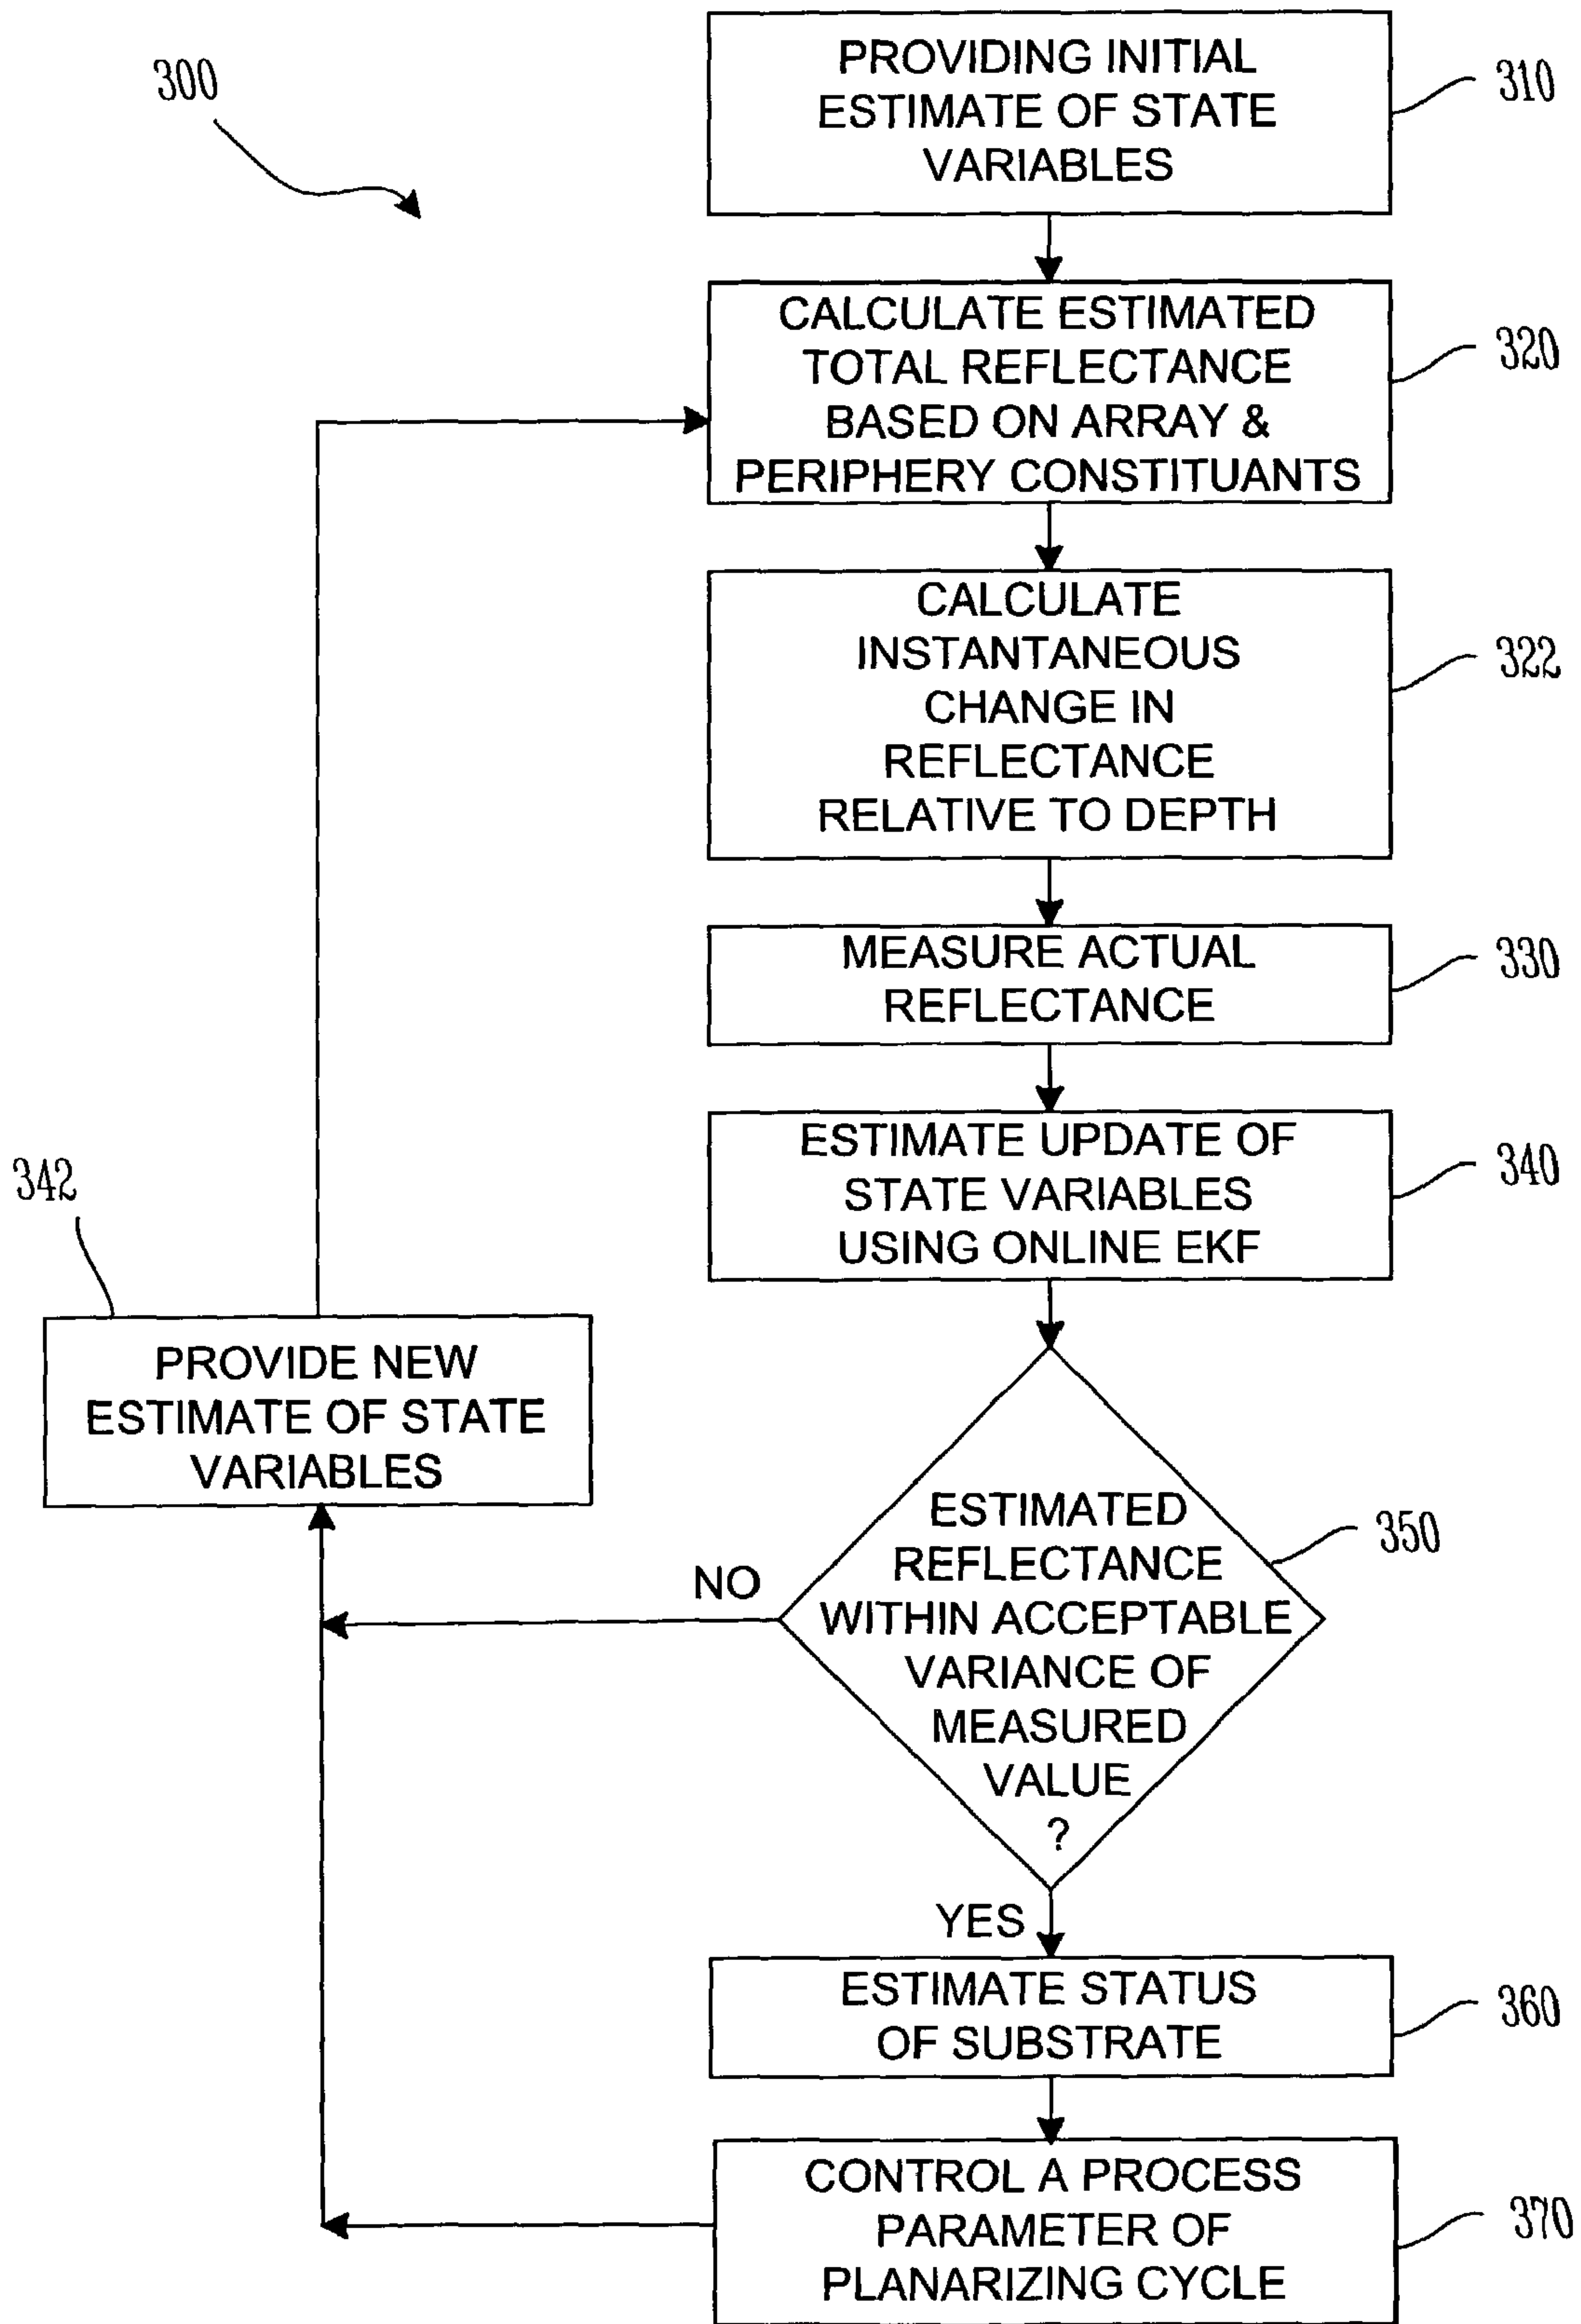 300
PROVIDING INITIAL
ESTIMATE OF STATE
VARIABLES
310
CALCULATE ESTIMATED
TOTAL REFLECTANCE
BASED ON ARRAY &
PERIPHERY CONSTITUANTS
320
CALCULATE
INSTANTANEOUS
CHANGE IN
REFLECTANCE
RELATIVE TO DEPTH
322
MEASURE ACTUAL
REFLECTANCE
330
ESTIMATE UPDATE OF
STATE VARIABLES
USING ONLINE EKF
340
342
PROVIDE NEW
ESTIMATE OF STATE
VARIABLES
ESTIMATED
REFLECTANCE
WITHIN ACCEPTABLE
VARIANCE OF
MEASURED
VALUE
?
350
NO
YES
ESTIMATE STATUS
OF SUBSTRATE
360
CONTROL A PROCESS
PARAMETER OF
PLANARIZING CYCLE
370